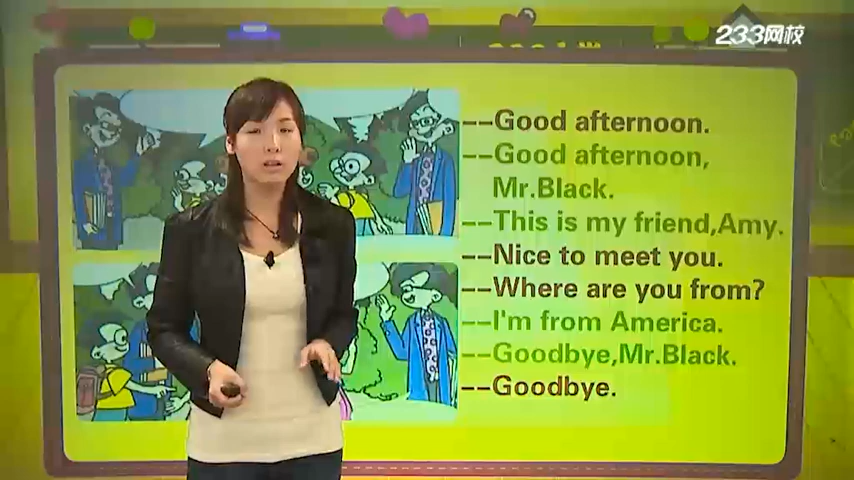 233网校
--Good afternoon.
--Good afternoon,
Mr.Black.
--This is my friend,Amy.
--Nice to meet you.
--Where are you from?
--I'm from America.
--Goodbye,Mr.Black.
--Goodbye.